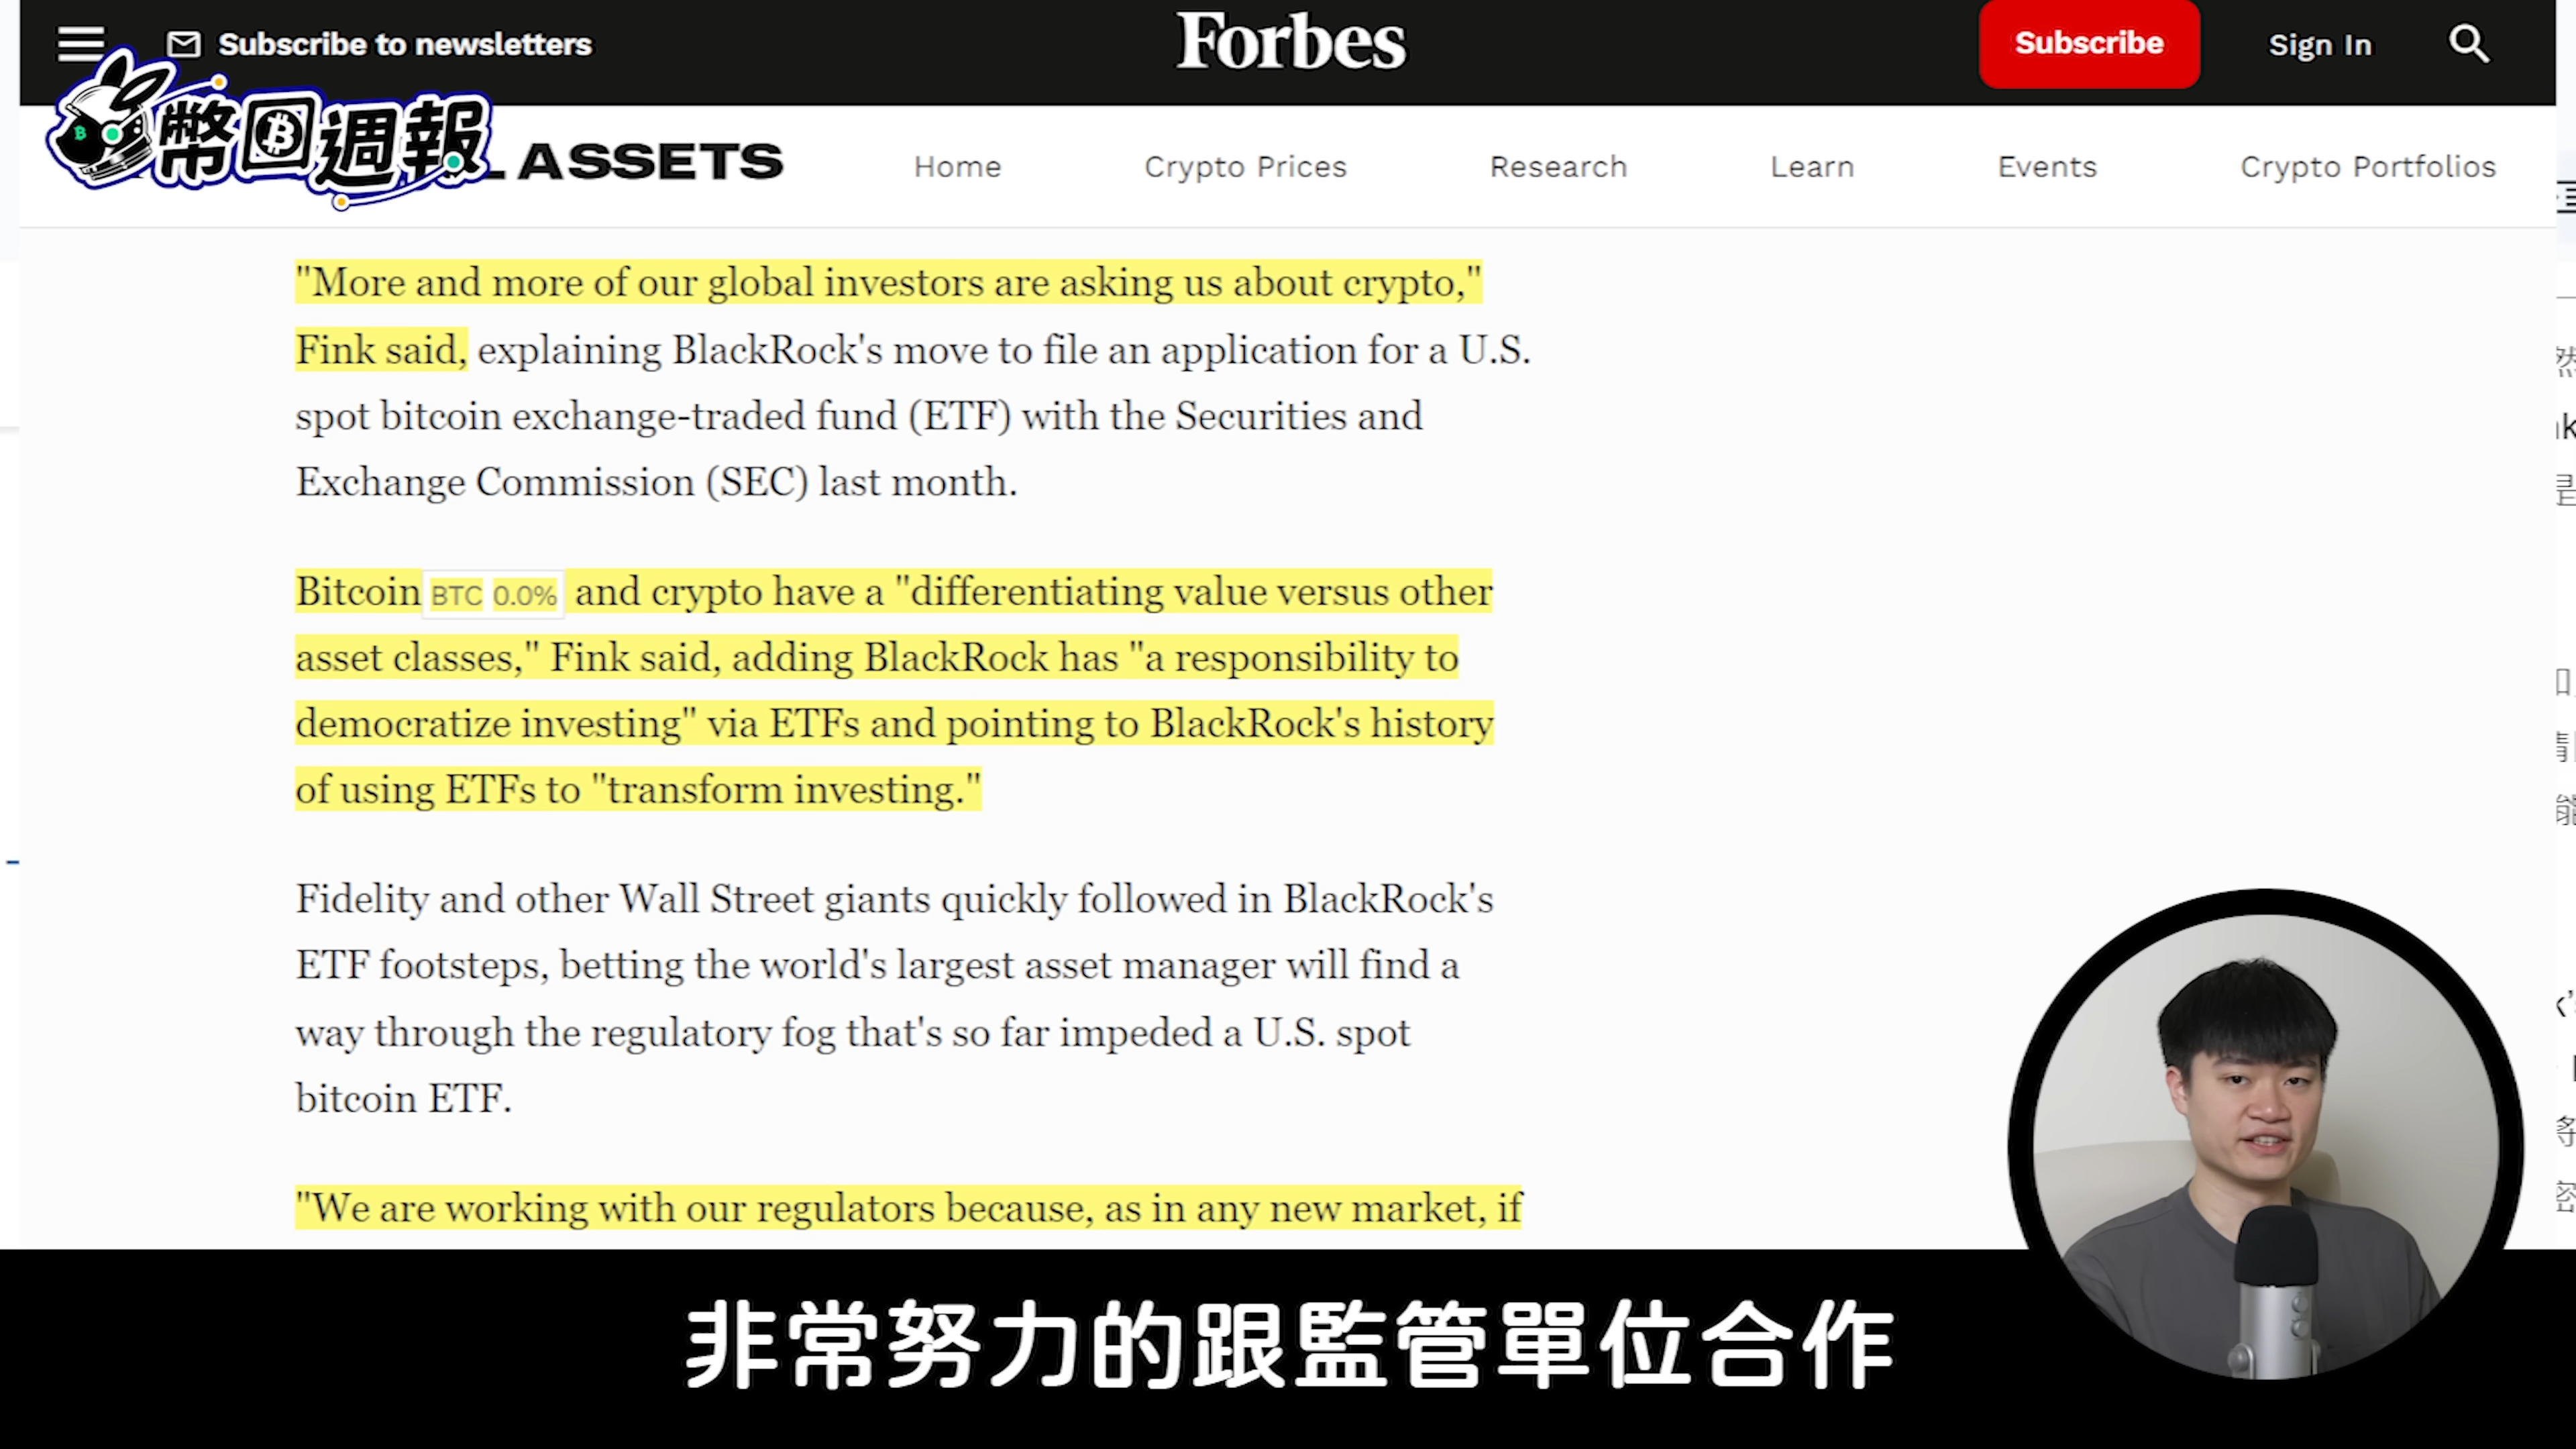 Subscribe to newsletters
Forbes
Subscribe
Sign In
幣回週報
ASSETS
Home
Crypto Prices
Research
Learn
Events
Crypto Portfolios
"More and more of our global investors are asking us about crypto,"
Fink said, explaining BlackRock's move to file an application for a U.S.
spot bitcoin exchange-traded fund (ETF) with the Securities and
Exchange Commission (SEC) last month.
Bitcoin BTC 0.0% and crypto have a "differentiating value versus other
asset classes," Fink said, adding BlackRock has "a responsibility to
democratize investing" via ETFs and pointing to BlackRock's history
of using ETFs to "transform investing."
Fidelity and other Wall Street giants quickly followed in BlackRock's
ETF footsteps, betting the world's largest asset manager will find a
way through the regulatory fog that's so far impeded a U.S. spot
bitcoin ETF.
"We are working with our regulators because, as in any new market, if
非常努力的跟監管單位合作